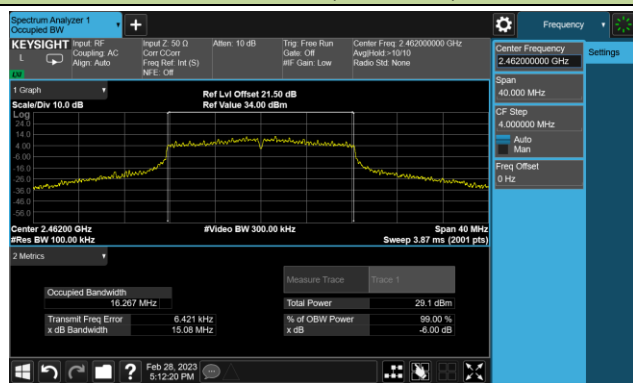 Spectrum Analyzer 1
Occupied BW
Frequency
KEYSIGHT
L
Input: RF
Coupling: AC
Align: Auto
Input Z: 50 Ω
Corr CCorr
Freq Ref: Int (S)
NFE: Off
Atten: 10 dB
Trig: Free Run
Gate: Off
#IF Gain: Low
Center Freq: 2.462000000 GHz
Avg|Hold:>10/10
Radio Std: None
Center Frequency
2.462000000 GHz
Settings
Span
40.000 MHz
CF Step
4.000000 MHz
Auto
Man
Freq Offset
0 Hz
1 Graph
Scale/Div 10.0 dB
Ref Lvl Offset 21.50 dB
Ref Value 34.00 dBm
Log
24.0
14.0
4.00
-6.00
-16.0
-26.0
-36.0
-46.0
-56.0
Center 2.46200 GHz
#Res BW 100.00 kHz
#Video BW 300.00 kHz
Span 40 MHz
Sweep 3.87 ms (2001 pts)
2 Metrics
Measure Trace
Trace 1
Occupied Bandwidth
16.267 MHz
Total Power
29.1 dBm
Transmit Freq Error
6.421 kHz
% of OBW Power
99.00 %
x dB Bandwidth
15.08 MHz
x dB
-6.00 dB
?
Feb 28, 2023
5:12:20 PM